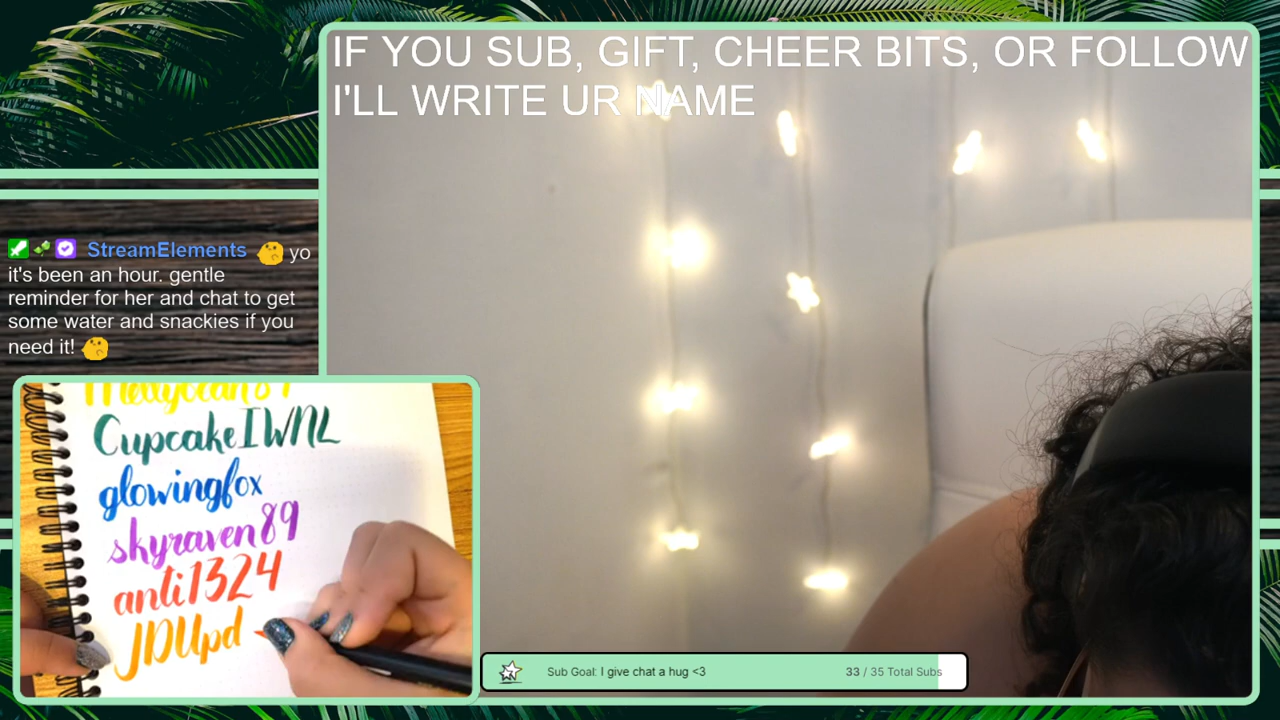 IF YOU SUB, GIFT, CHEER BITS, OR FOLLOW
I'LL WRITE UR NAME
StreamElements yo
it's been an hour. gentle
reminder for her and chat to get
some water and snackies if you
need it!
CupcakeIWNL
glowingfox
skyraven89
anti1324
JDUpd
Sub Goal: I give chat a hug <3 33 / 35 Total Subs